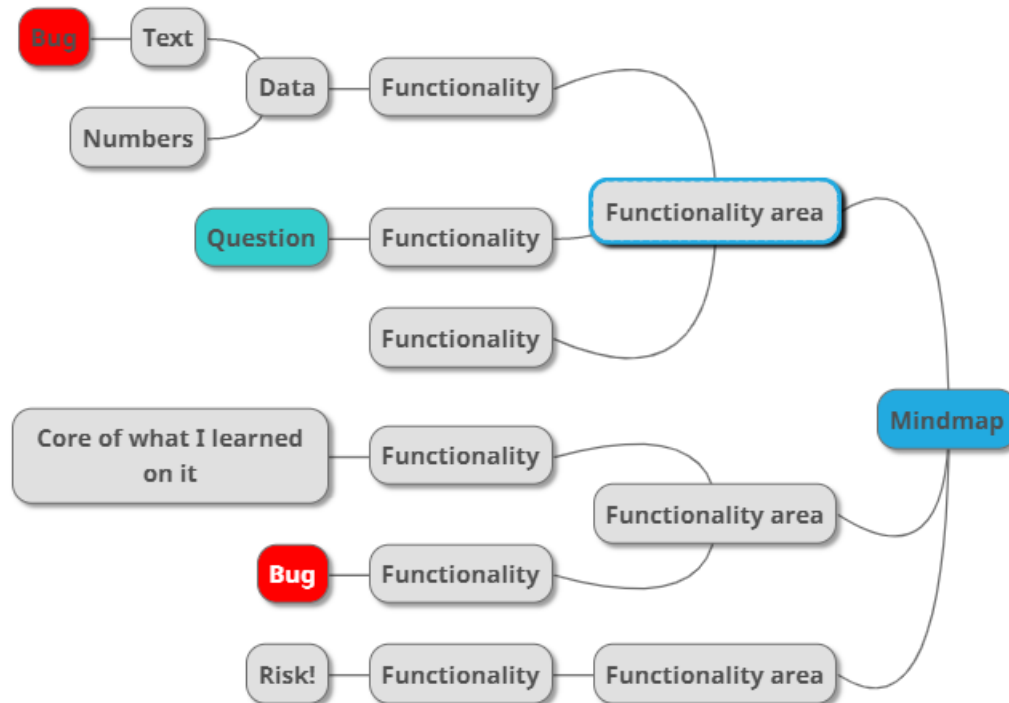 Bug
Text
Data
Functionality
Numbers
Functionality area
Question
Functionality
Functionality
Mindmap
Core of what I learned
on it
Functionality
Functionality area
Bug
Functionality
Risk!
Functionality
Functionality area